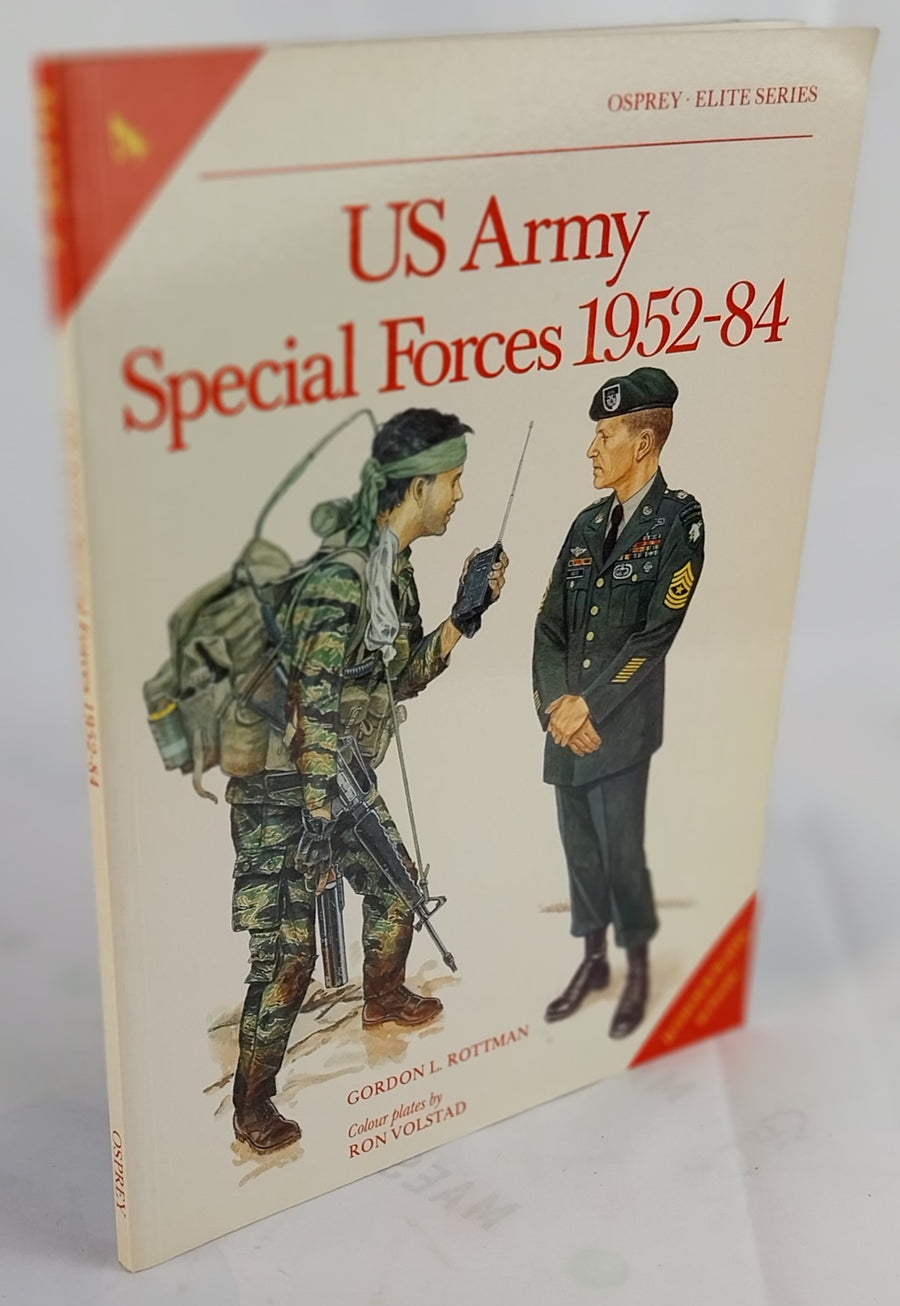 OSPREY · ELITE SERIES
US Army
Special Forces 1952-84
GORDON L. ROTTMAN
Colour plates by
RON VOLSTAD
OSPREY